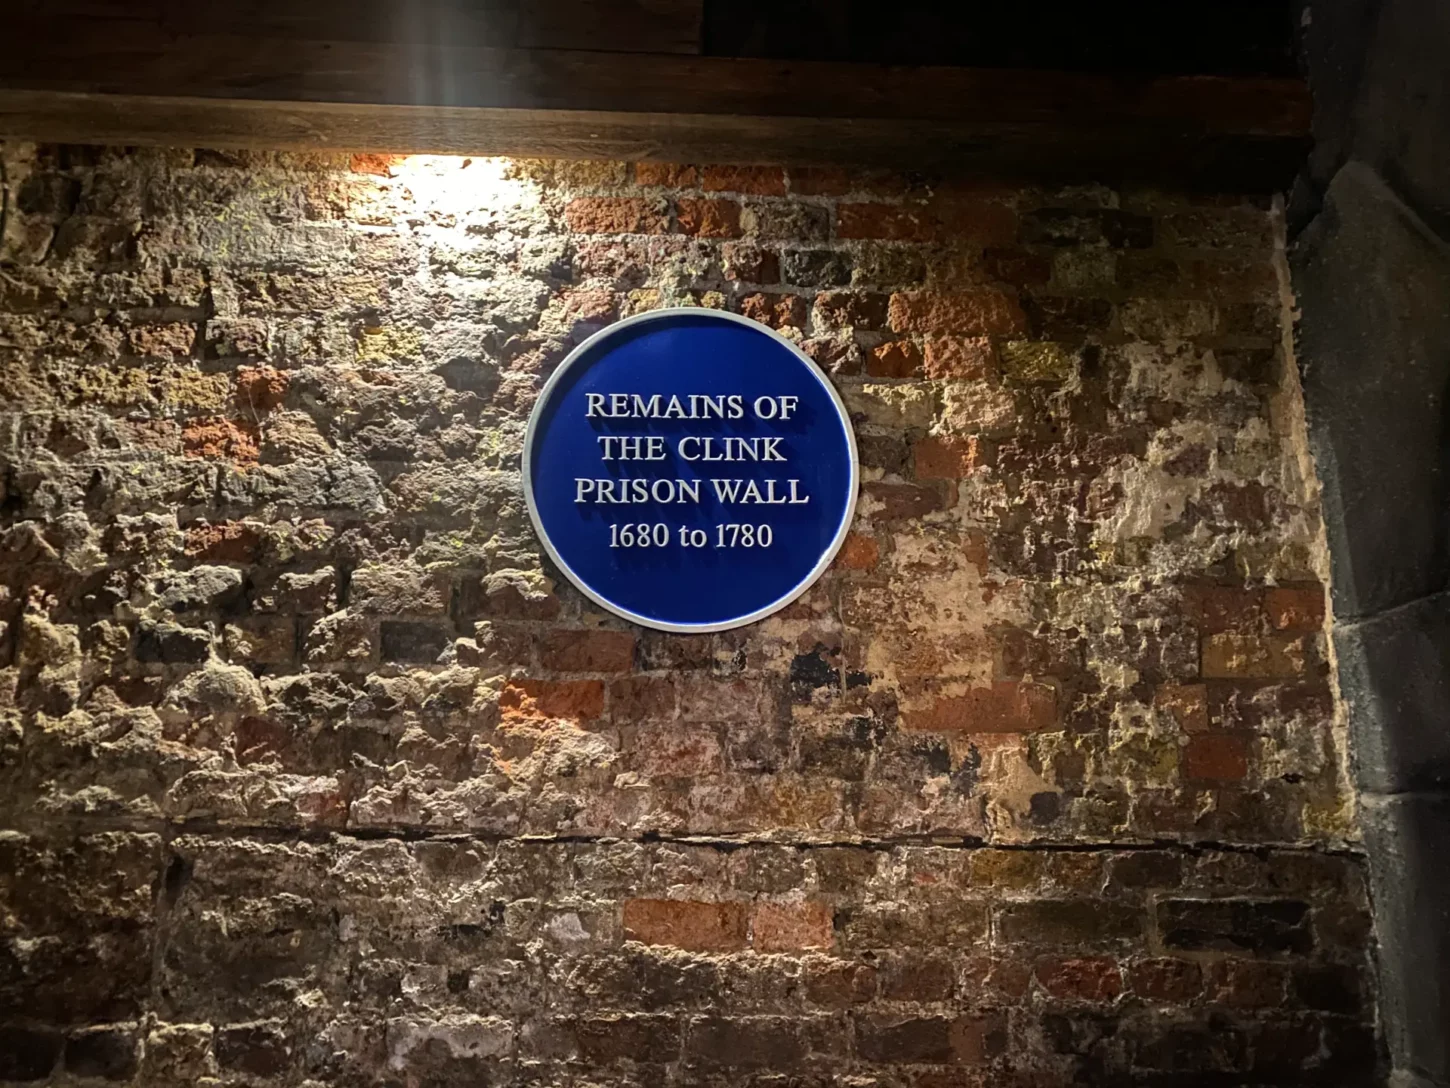 REMAINS OF
THE CLINK
PRISON WALL
1680 to 1780